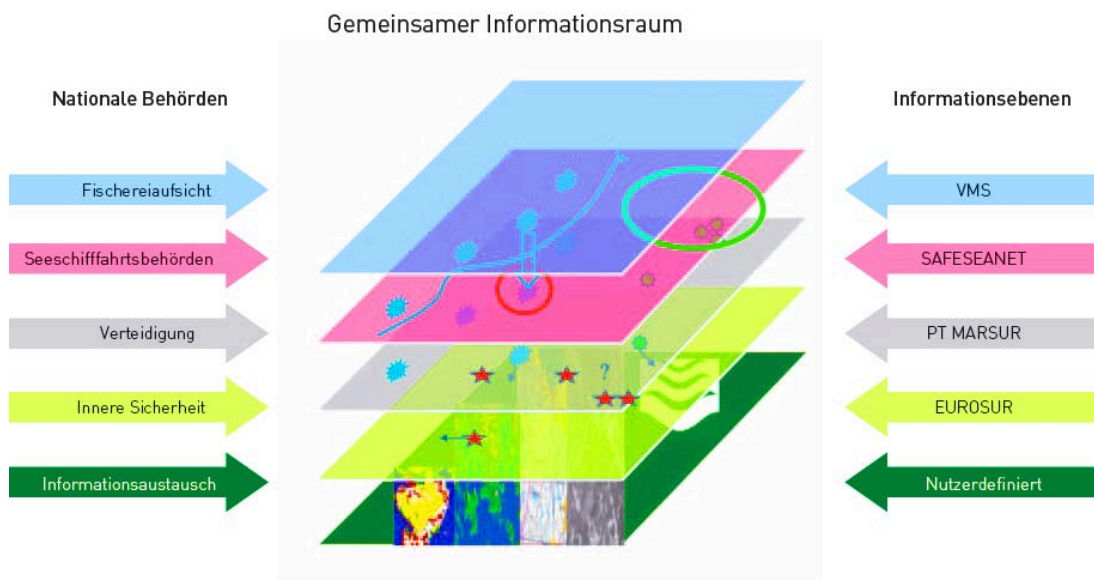 Gemeinsamer Informationsraum
Nationale Behörden
Informationsebenen
Fischereiaufsicht
VMS
Seeschifffahrtsbehörden
SAFESEANET
Verteidigung
PT MARSUR
?
Innere Sicherheit
EUROSUR
Informationsaustausch
Nutzerdefiniert